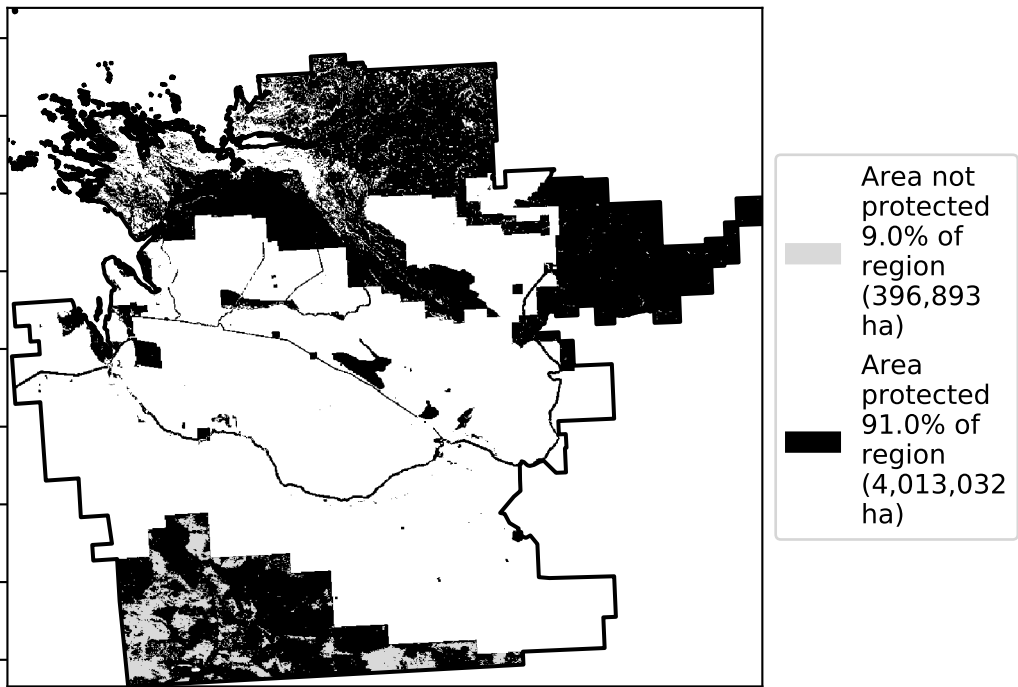 Area not
protected
9.0% of
region
(396,893
ha)
Area
protected
91.0% of
region
(4,013,032
ha)